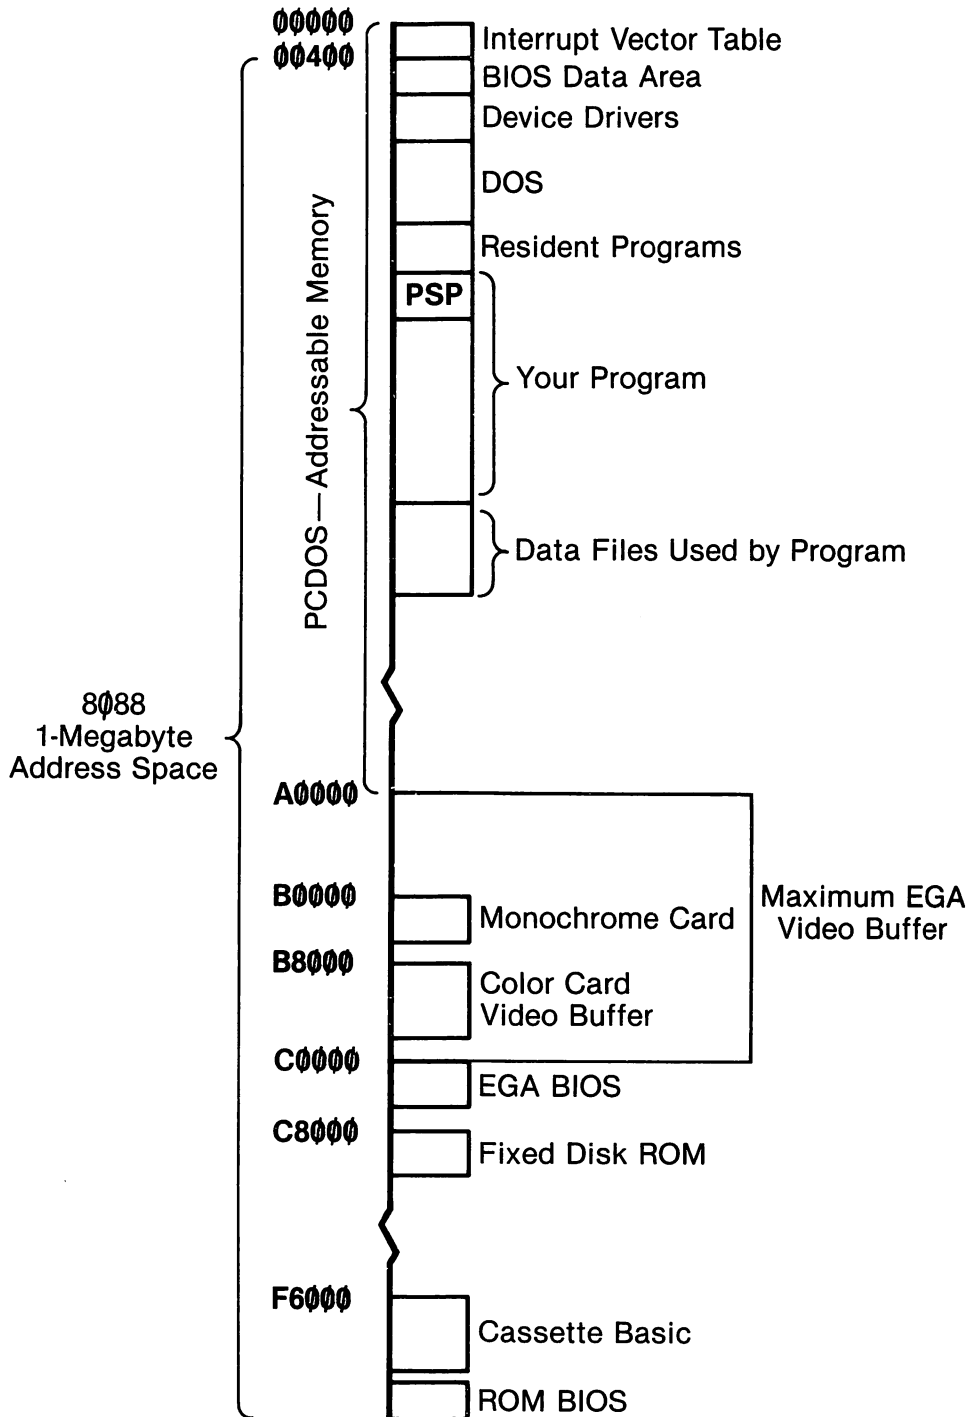 00000
Interrupt Vector Table
00400
BIOS Data Area
Device Drivers
DOS
Resident Programs
PSP
Your Program
PCDOS—Addressable Memory
Data Files Used by Program
8088
1-Megabyte
Address Space
A0000
B0000
Monochrome Card
Maximum EGA
Video Buffer
B8000
Color Card
Video Buffer
C0000
EGA BIOS
C8000
Fixed Disk ROM
F6000
Cassette Basic
ROM BIOS